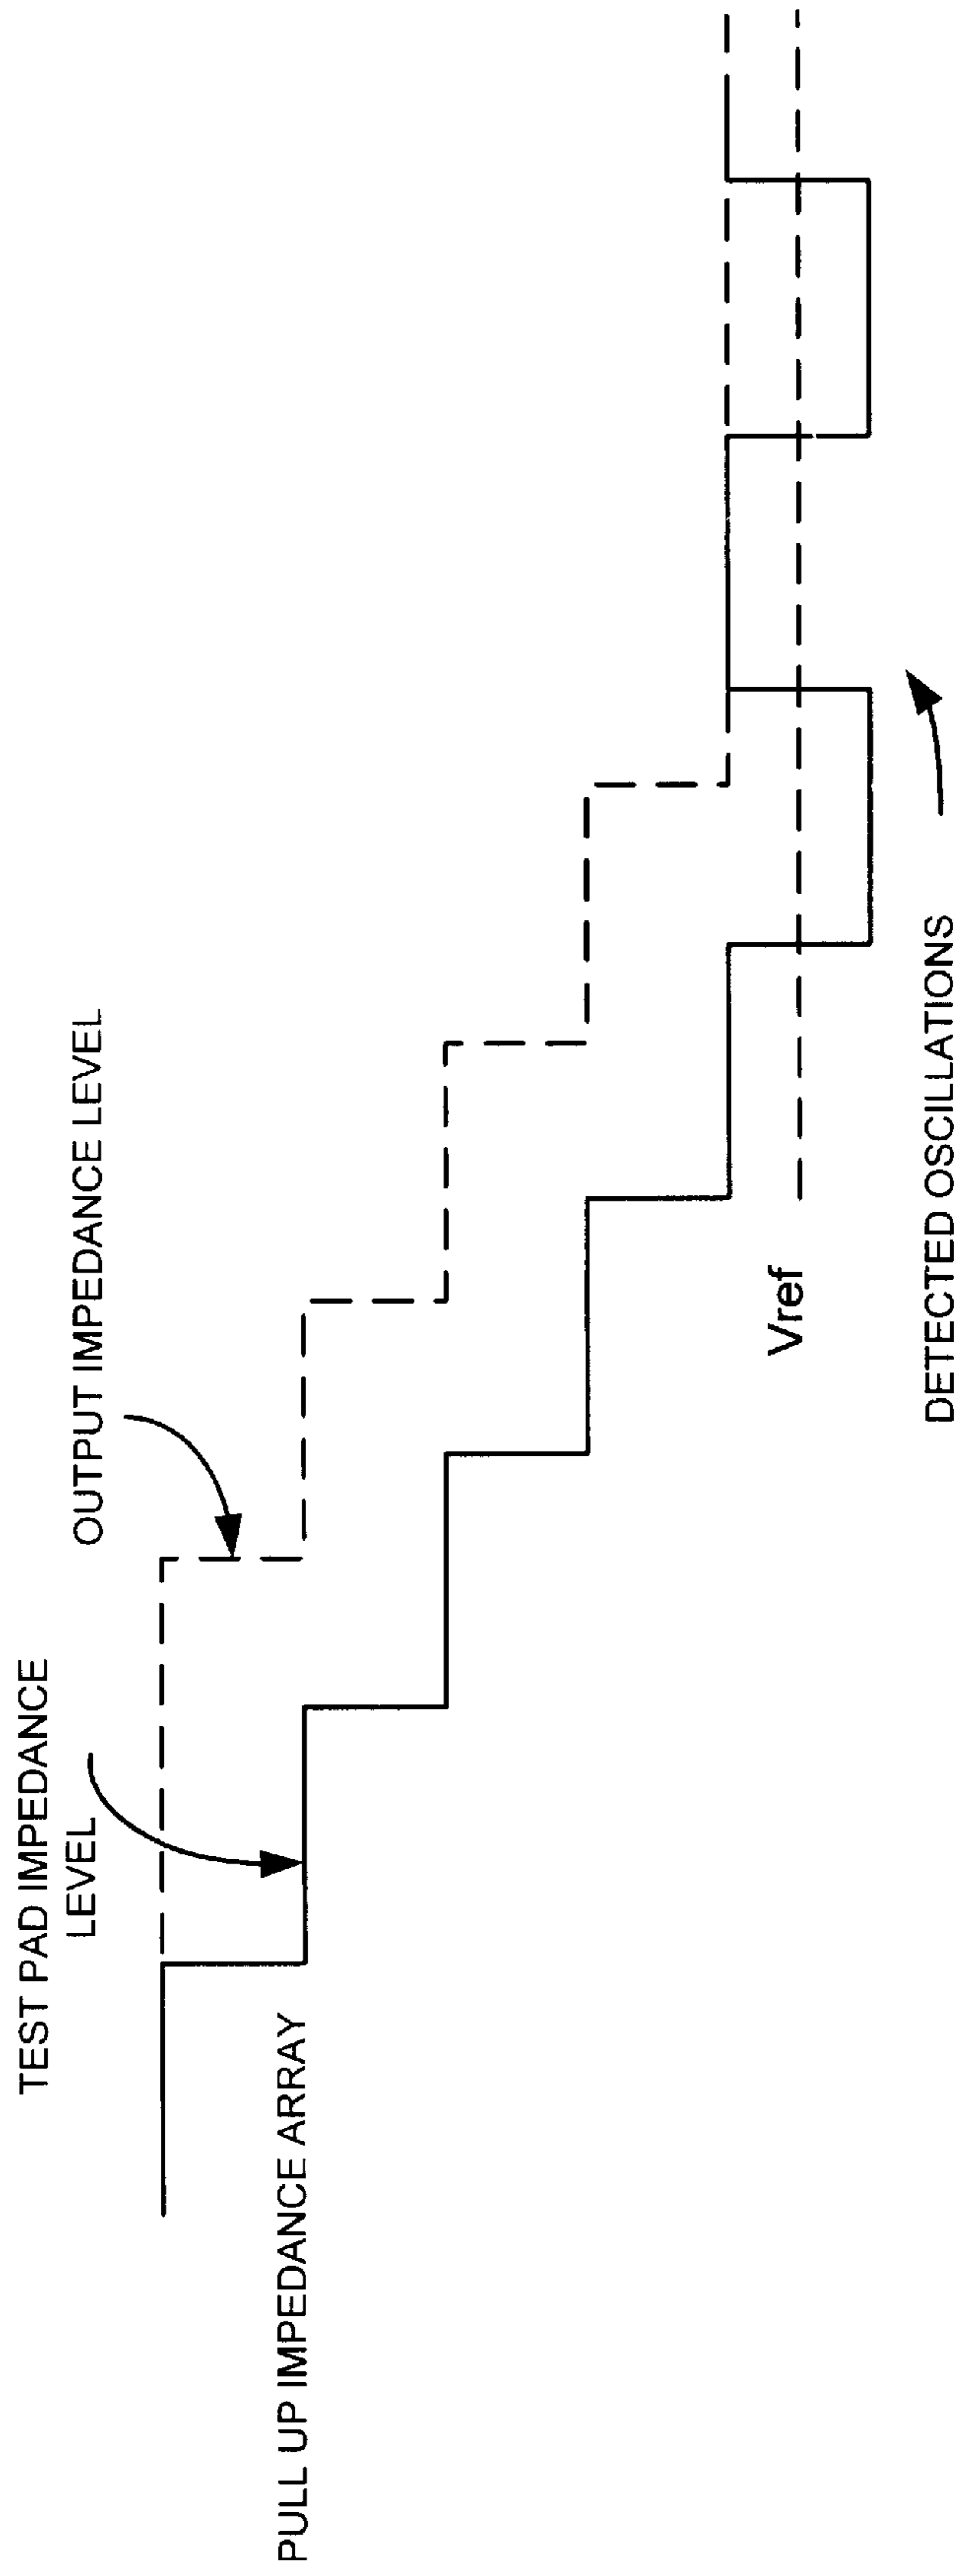 TEST PAD IMPEDANCE
LEVEL
OUTPUT IMPEDANCE LEVEL
PULL UP IMPEDANCE ARRAY
Vref
DETECTED OSCILLATIONS